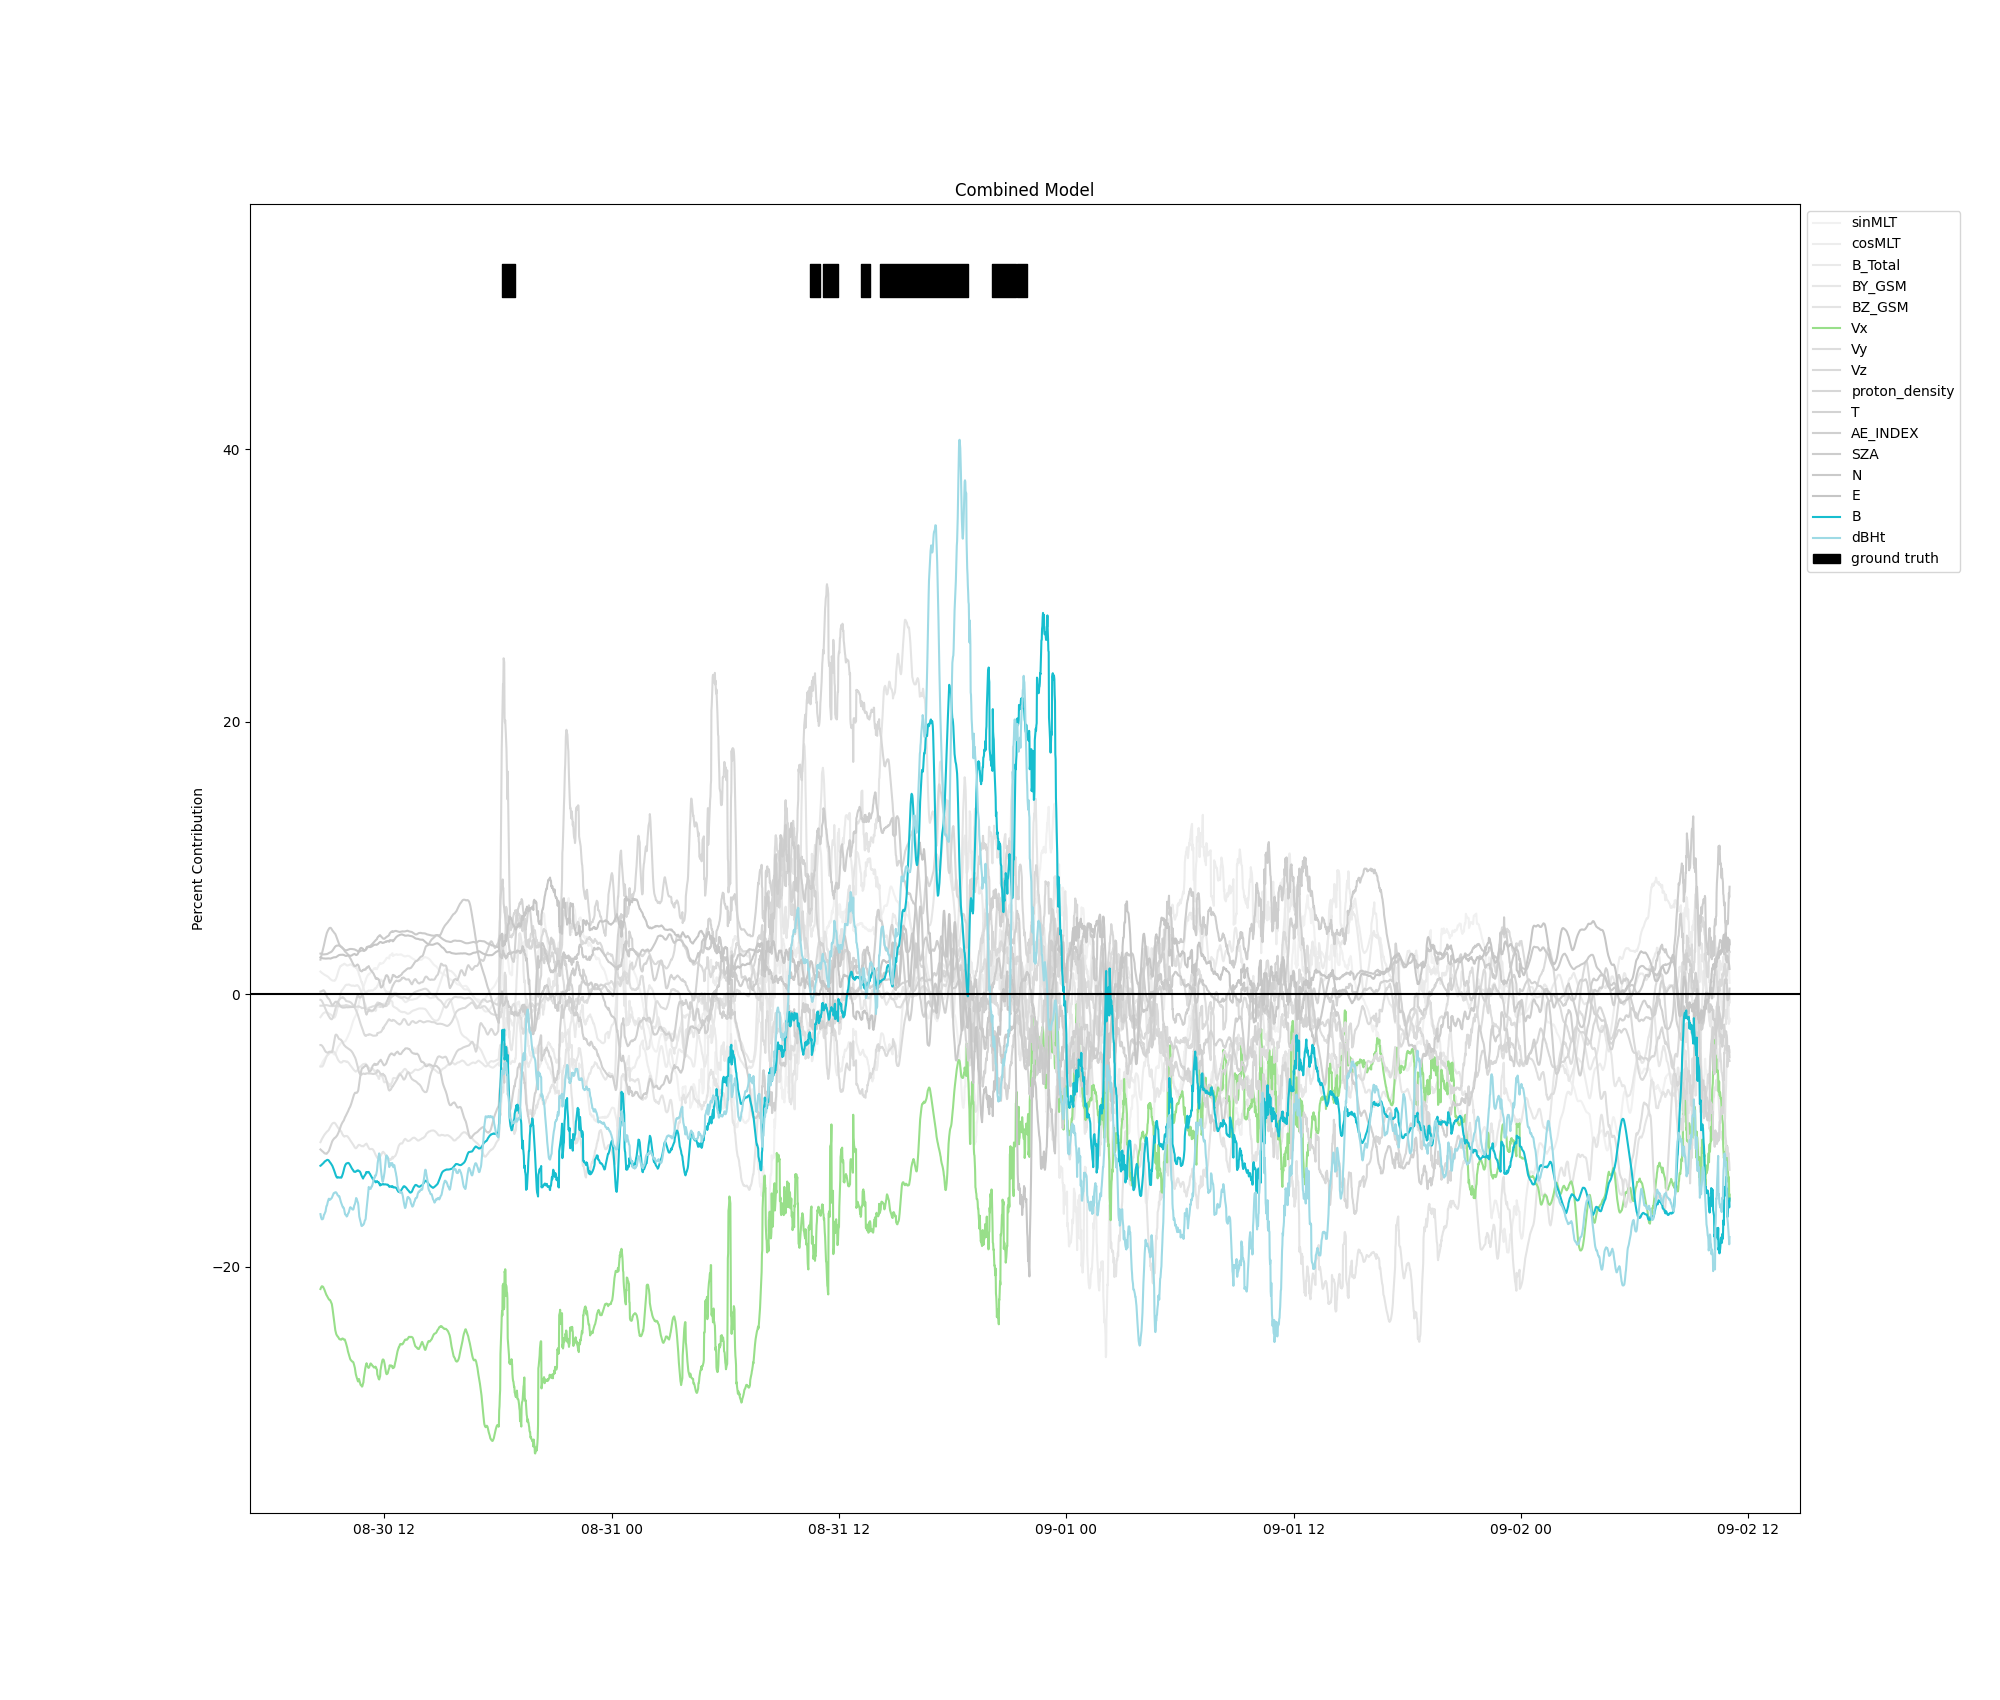 Combined Model
sinMLT
cosMLT
B_Total
BY_GSM
BZ_GSM
Vx
Vy
Vz
proton_density
T
AE_INDEX
SZA
N
E
B
dBHt
ground truth
Percent Contribution
40
20
0
−20
08-30 12
08-31 00
08-31 12
09-01 00
09-01 12
09-02 00
09-02 12